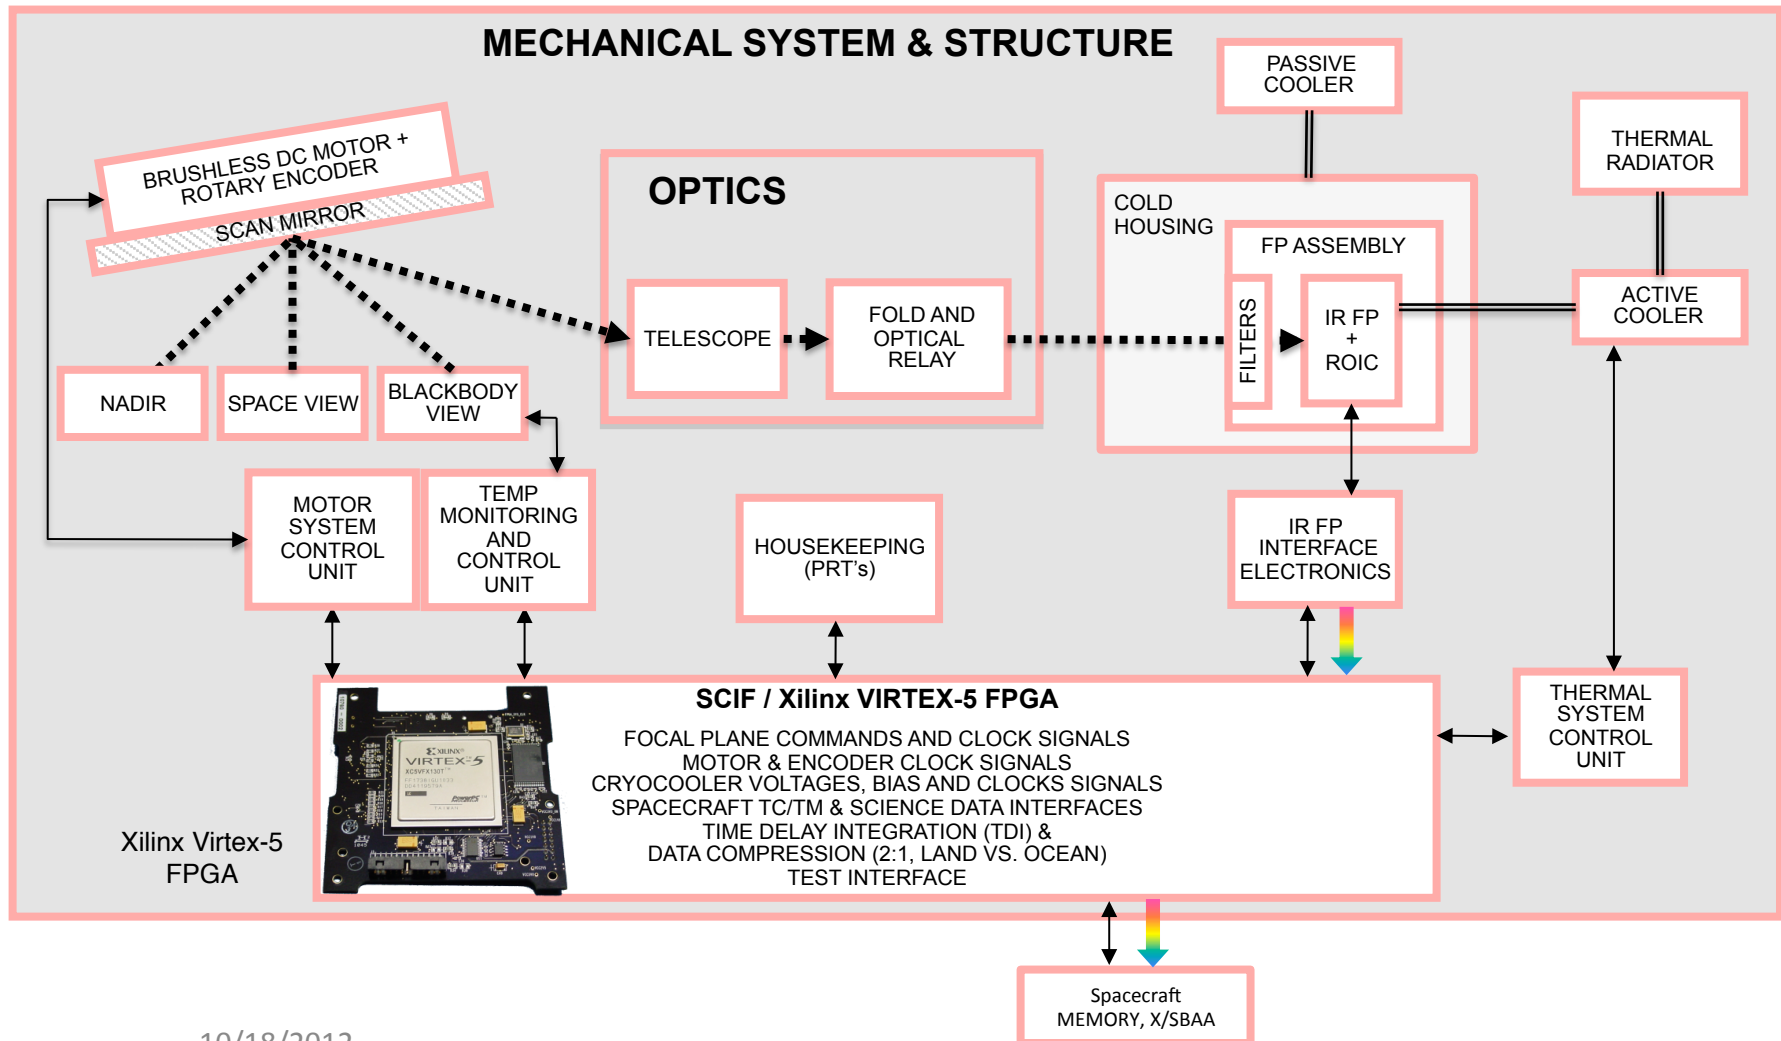 MECHANICAL SYSTEM & STRUCTURE
PASSIVE
COOLER
THERMAL
RADIATOR
BRUSHLESS DC MOTOR +
ROTARY ENCODER
SCAN MIRROR
OPTICS
COLD
HOUSING
FP ASSEMBLY
TELESCOPE
FOLD AND
OPTICAL
RELAY
FILTERS
IR FP
+
ROIC
ACTIVE
COOLER
NADIR
SPACE VIEW
BLACKBODY
VIEW
MOTOR
SYSTEM
CONTROL
UNIT
TEMP
MONITORING
AND
CONTROL
UNIT
HOUSEKEEPING
(PRT's)
IR FP
INTERFACE
ELECTRONICS
THERMAL
SYSTEM
CONTROL
UNIT
SCIF / Xilinx VIRTEX-5 FPGA
FOCAL PLANE COMMANDS AND CLOCK SIGNALS
MOTOR & ENCODER CLOCK SIGNALS
CRYOCOOLER VOLTAGES, BIAS AND CLOCKS SIGNALS
SPACECRAFT TC/TM & SCIENCE DATA INTERFACES
TIME DELAY INTEGRATION (TDI) &
DATA COMPRESSION (2:1, LAND VS. OCEAN)
TEST INTERFACE
XILINX
VIRTEX-5
XC5VFX130T
TAIWAN
Xilinx Virtex-5
FPGA
Spacecraft
MEMORY, X/SBAA
10/18/2012